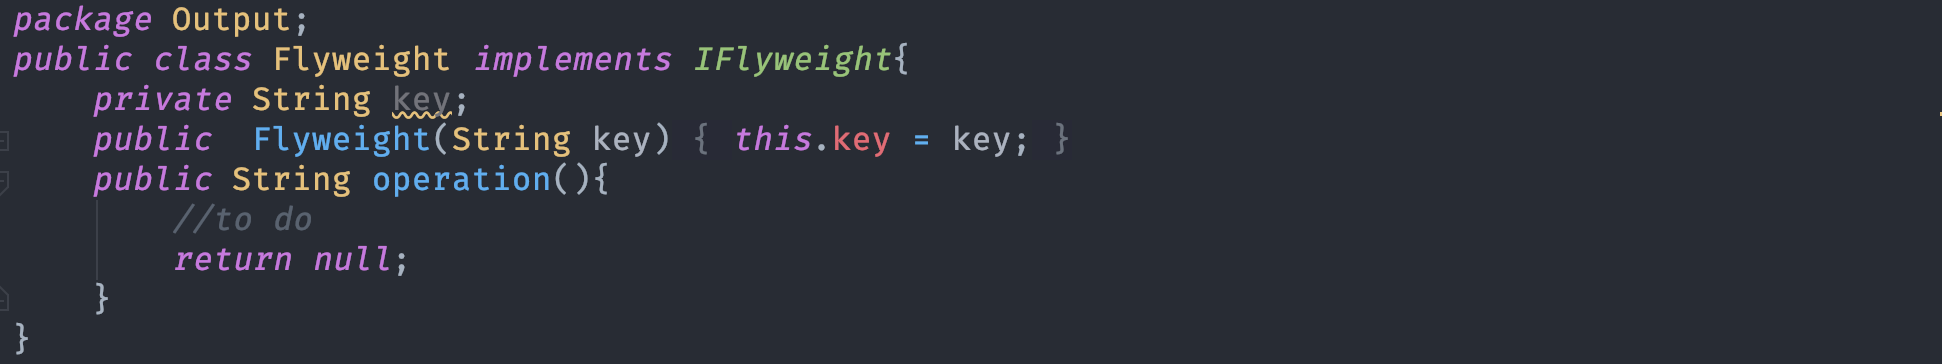 package Output;
public class Flyweight implements IFlyweight{
    private String key;
    public  Flyweight(String key) { this.key = key; }
    public String operation(){
        //to do
        return null;
    }
}